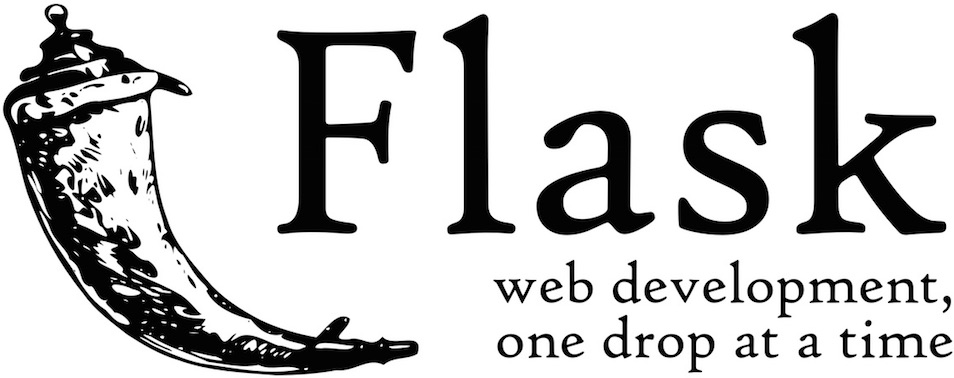 Flask
web development,
one drop at a time